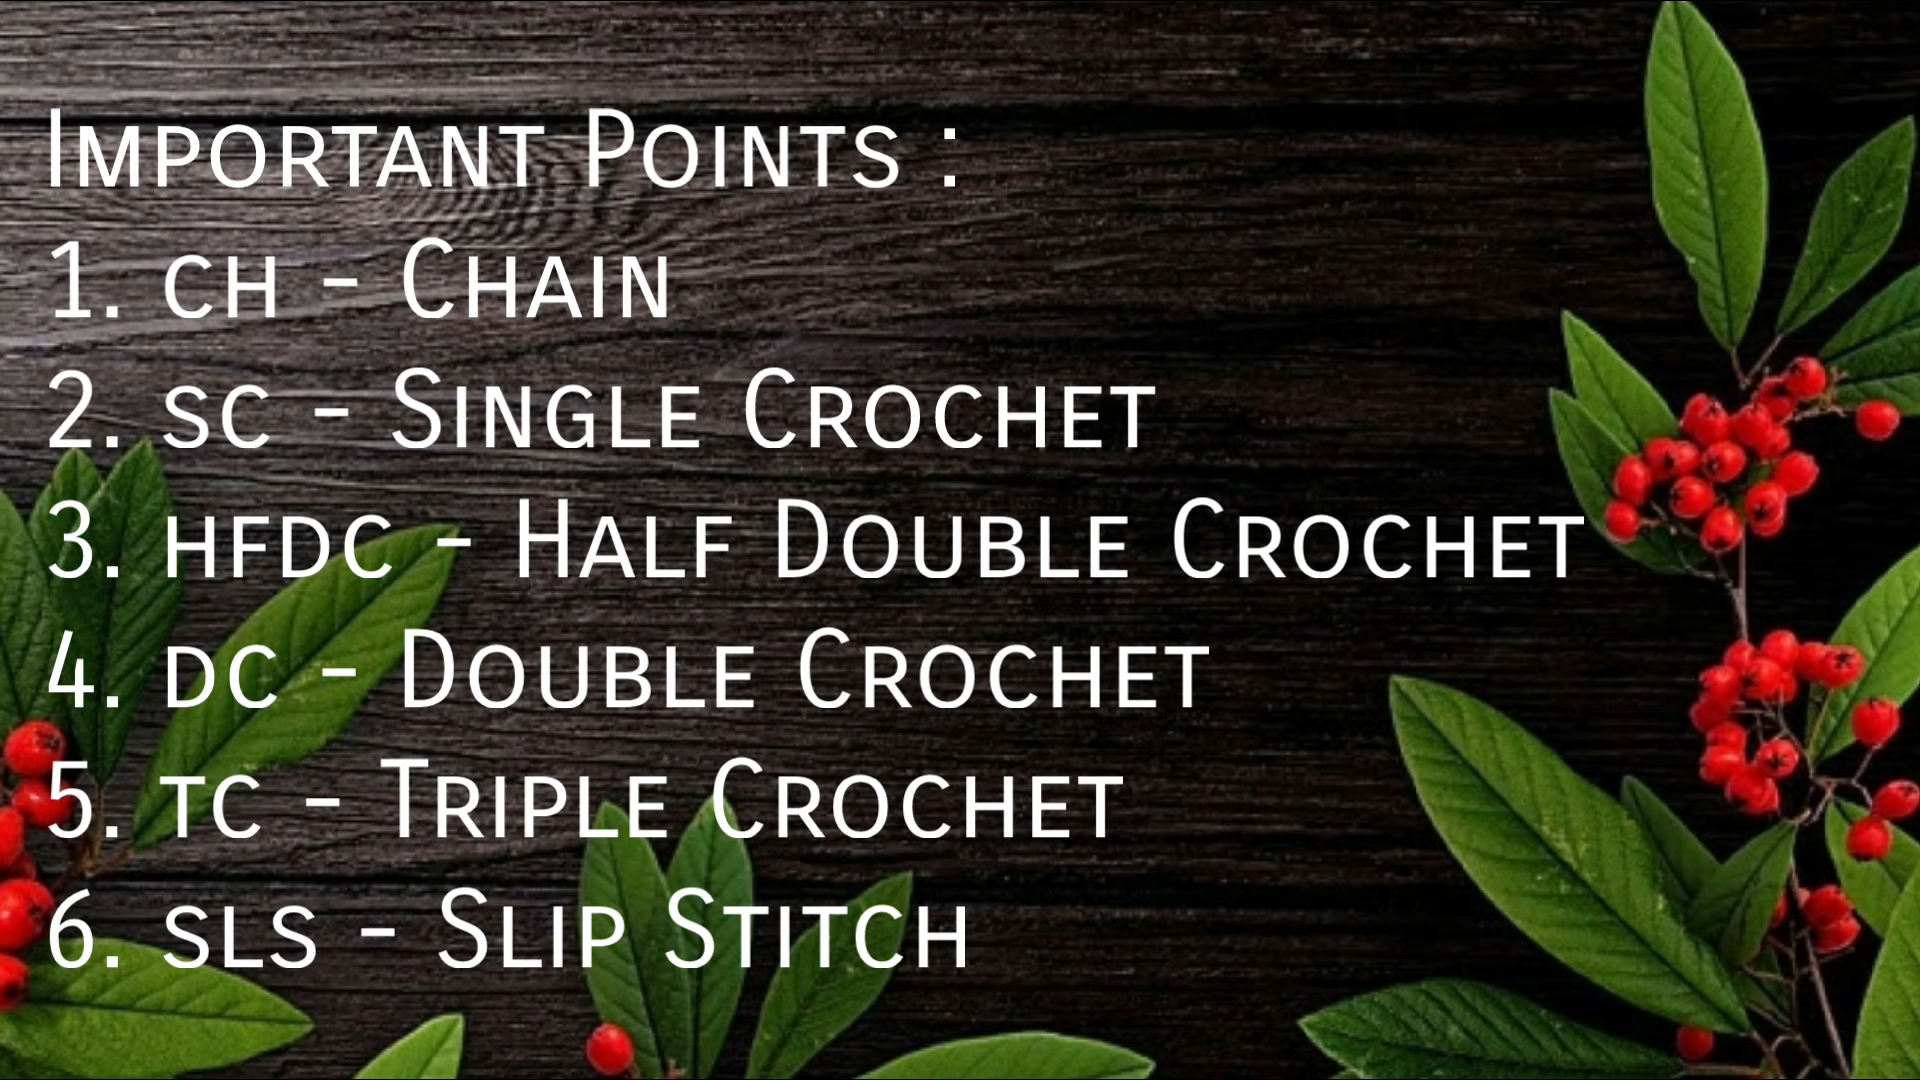 Important Points :
1. ch - Chain
2. sc - Single Crochet
3. hfdc - Half Double Crochet
4. dc - Double Crochet
5. tc - Triple Crochet
6. sls - Slip Stitch